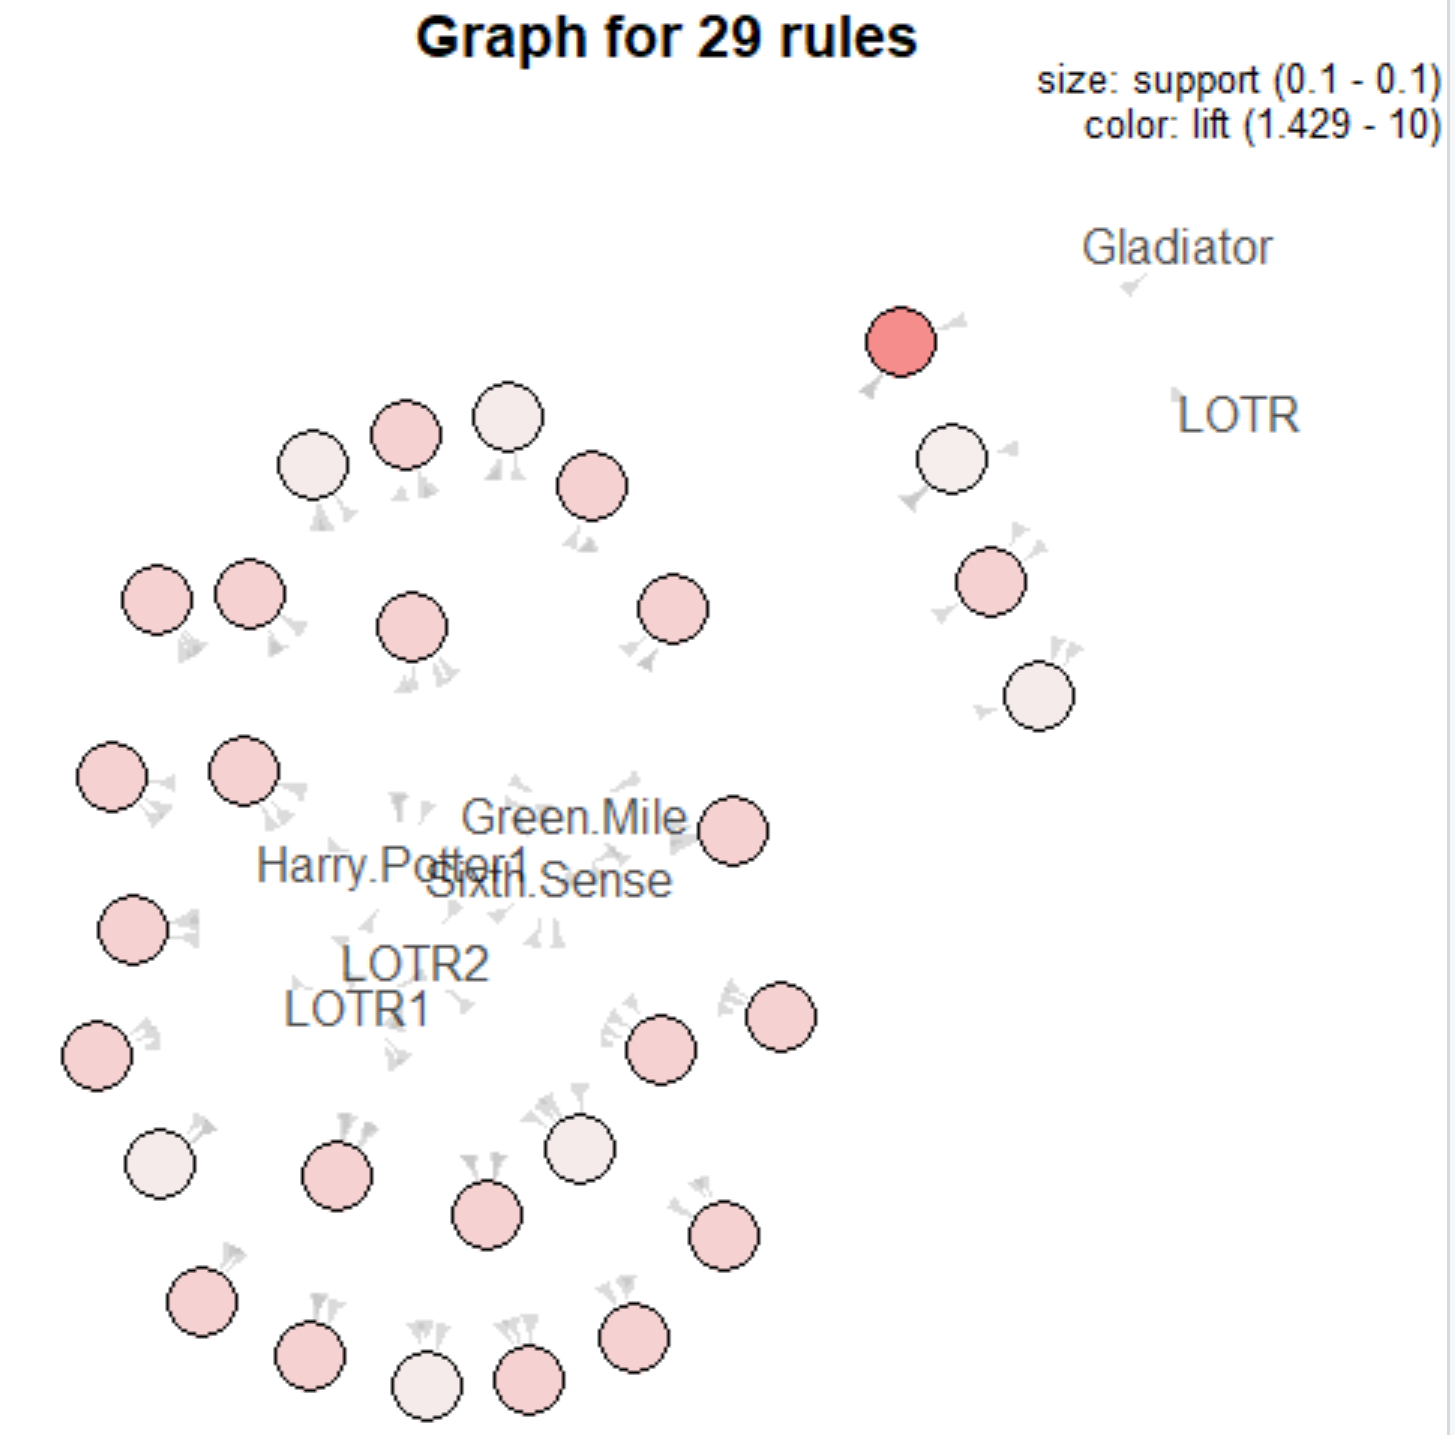 Graph for 29 rules
size: support (0.1 - 0.1)
color: lift (1.429 - 10)
Gladiator
LOTR
Green.Mile
Harry.Potter1
Sixth.Sense
LOTR2
LOTR1